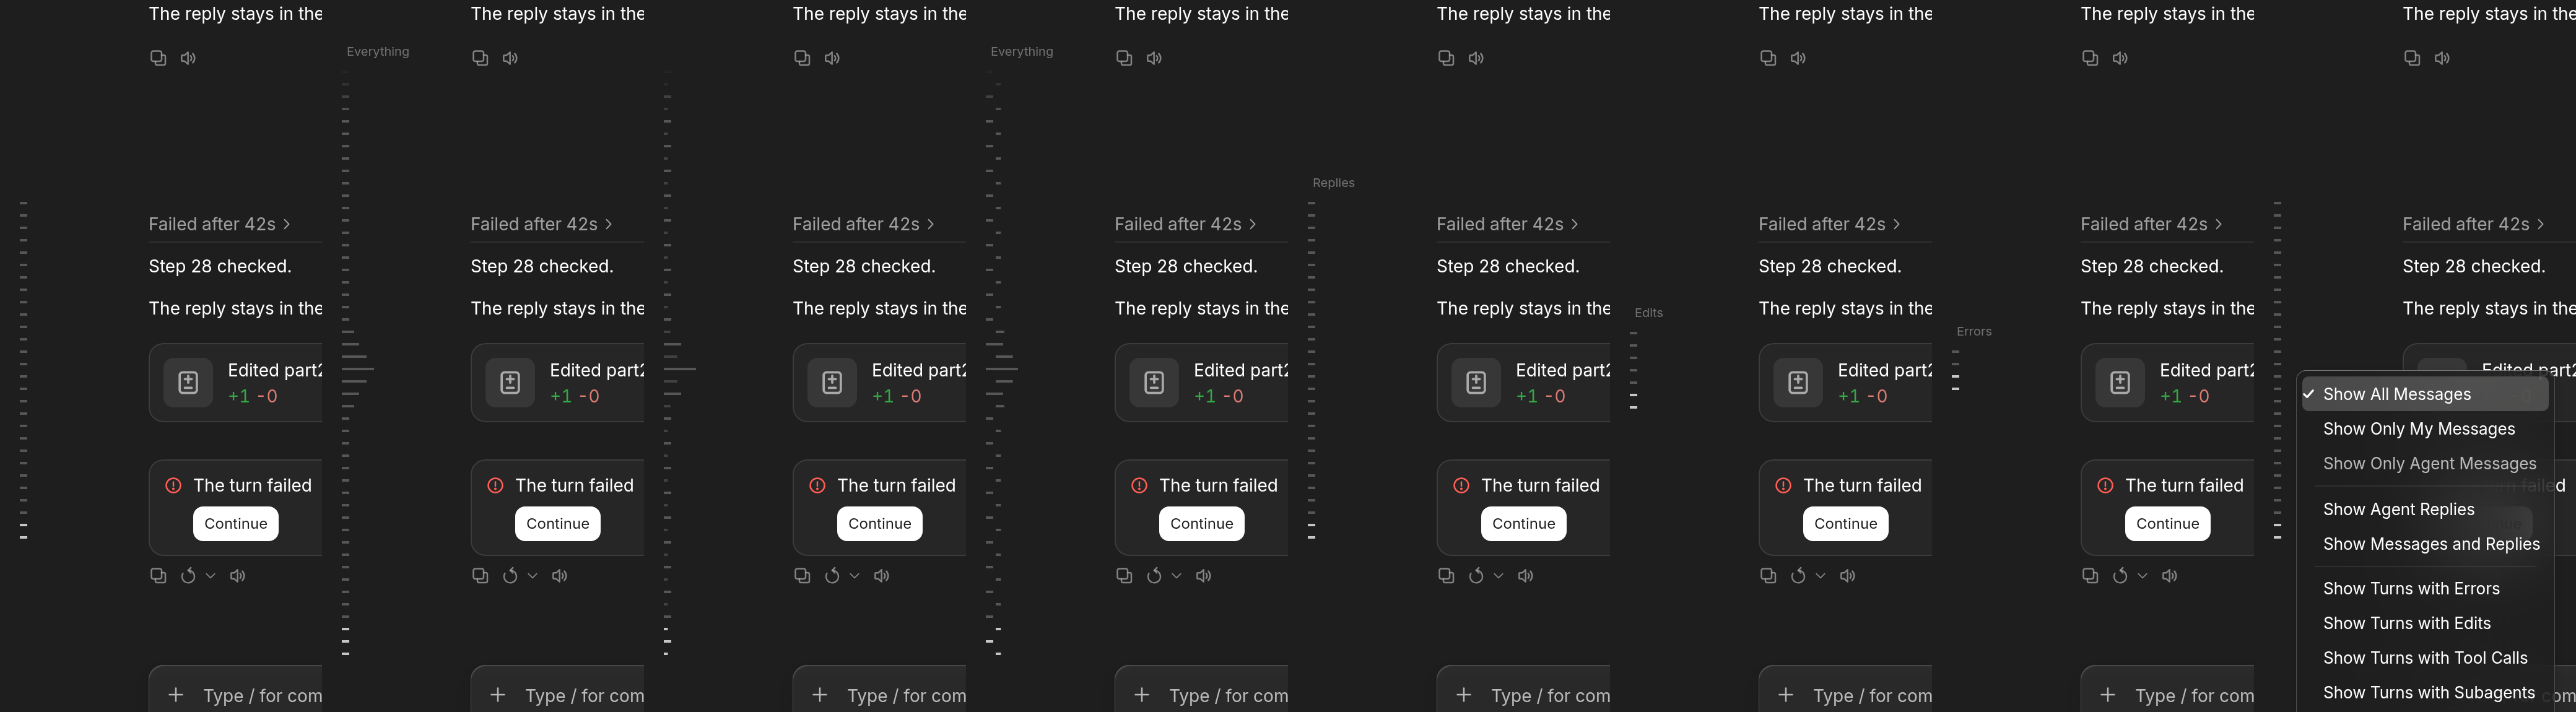 The reply stays in the
Failed after 42s
Step 28 checked.
The reply stays in the
Edited part2
+1 -0
The turn failed
Continue
Type / for com
Everything
The reply stays in the
Failed after 42s
Step 28 checked.
The reply stays in the
Edited part2
+1 -0
The turn failed
Continue
Type / for com
The reply stays in the
Failed after 42s
Step 28 checked.
The reply stays in the
Edited part2
+1 -0
The turn failed
Continue
Type / for com
Everything
The reply stays in the
Failed after 42s
Step 28 checked.
The reply stays in the
Edited part2
+1 -0
The turn failed
Continue
Type / for com
Replies
The reply stays in the
Failed after 42s
Step 28 checked.
The reply stays in the
Edited part2
+1 -0
The turn failed
Continue
Type / for com
Edits
The reply stays in the
Failed after 42s
Step 28 checked.
The reply stays in the
Edited part2
+1 -0
The turn failed
Continue
Type / for com
Errors
The reply stays in the
Failed after 42s
Step 28 checked.
The reply stays in the
Edited part2
+1 -0
The turn failed
Continue
Type / for com
The reply stays in the
Failed after 42s
Step 28 checked.
The reply stays in the
Show All Messages
Show Only My Messages
Show Only Agent Messages
Show Agent Replies
Show Messages and Replies
Show Turns with Errors
Show Turns with Edits
Show Turns with Tool Calls
Show Turns with Subagents